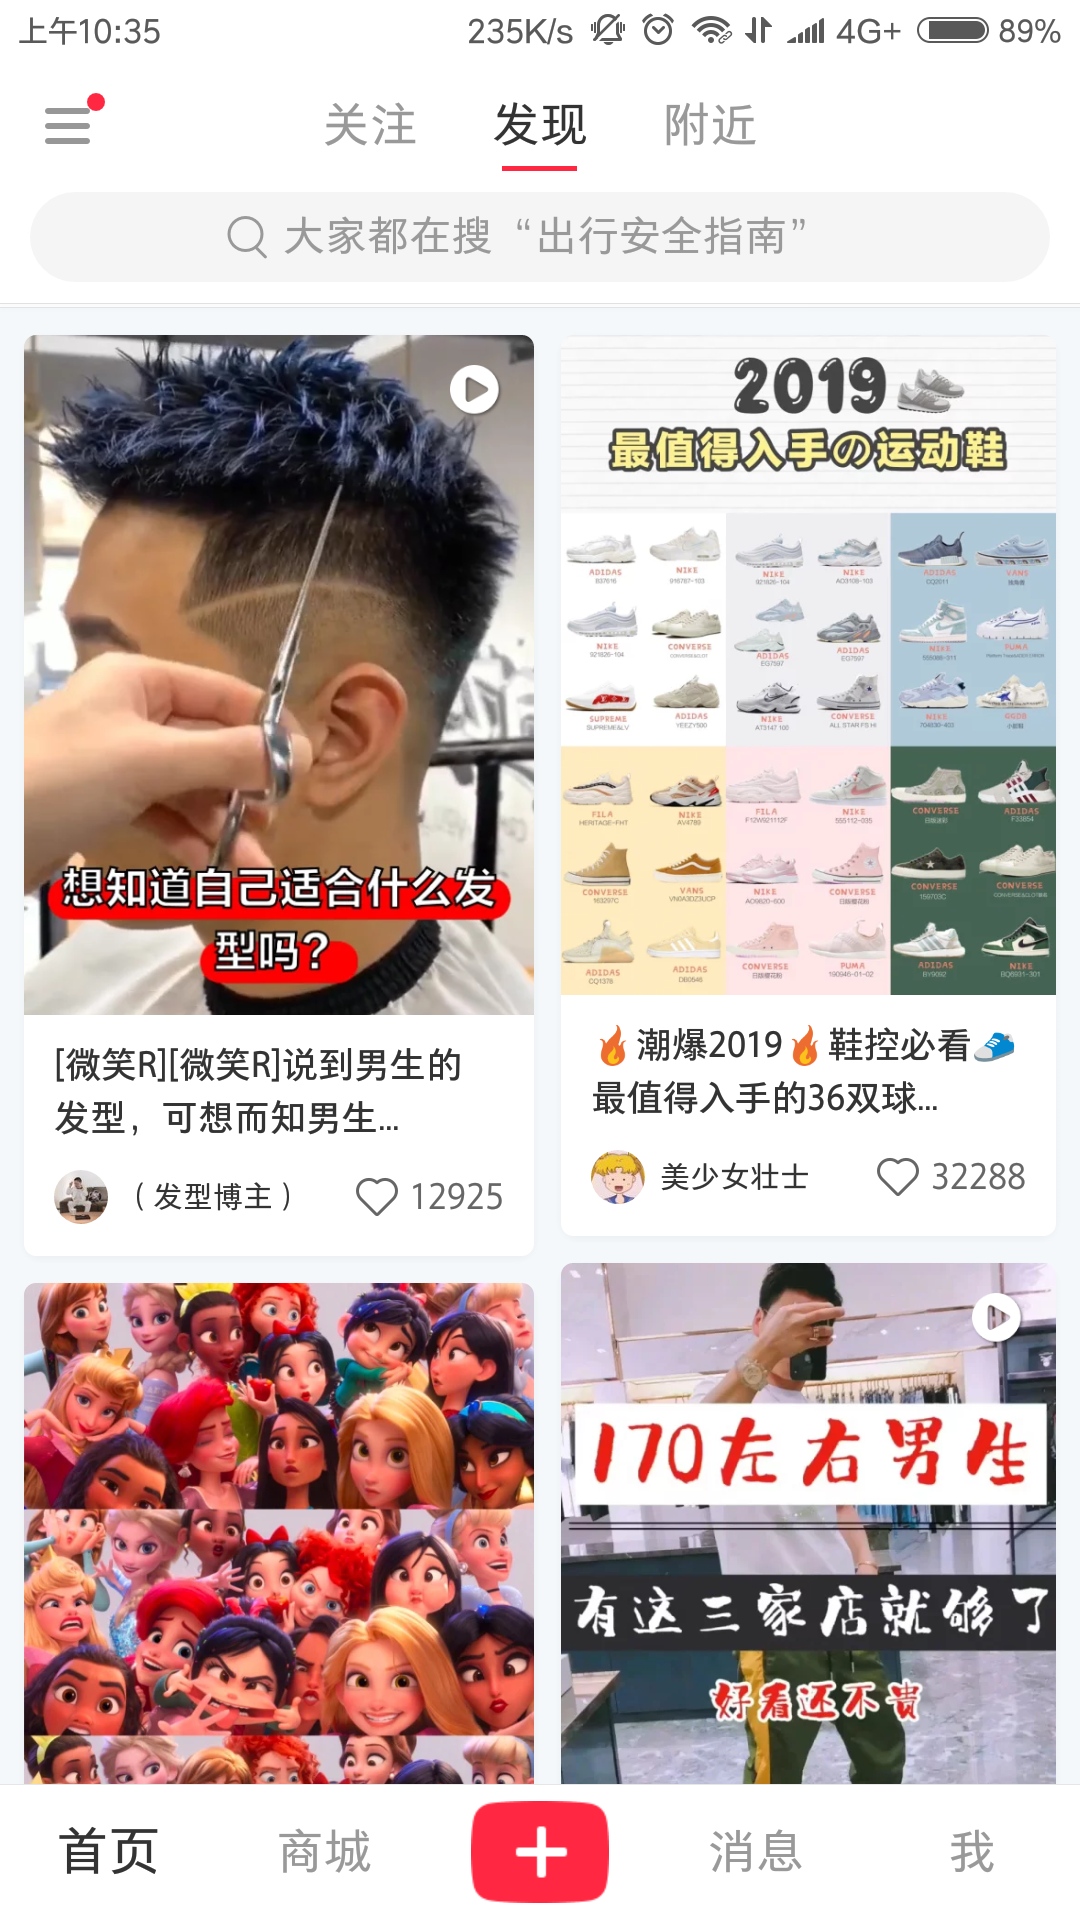 上午10:35
235K/s 4G+ 89%
关注 发现 附近
大家都在搜“出行安全指南”
想知道自己适合什么发
型吗?
[微笑R][微笑R]说到男生的
发型，可想而知男生...
（发型博主） 12925
2019
最值得入手の运动鞋
ADIDAS NIKE NIKE ADIDAS VANS
NIKE CONVERSE ADIDAS ADIDAS NIKE PUMA
SUPREME ADIDAS NIKE CONVERSE NIKE GGDB
FILA NIKE FILA NIKE CONVERSE ADIDAS
CONVERSE VANS NIKE CONVERSE CONVERSE CONVERSE
ADIDAS ADIDAS CONVERSE PUMA ADIDAS NIKE
🔥潮爆2019🔥鞋控必看👟
最值得入手的36双球...
美少女壮士 32288
170左右男生
有这三家店就够了
好看还不贵
首页 商城 消息 我